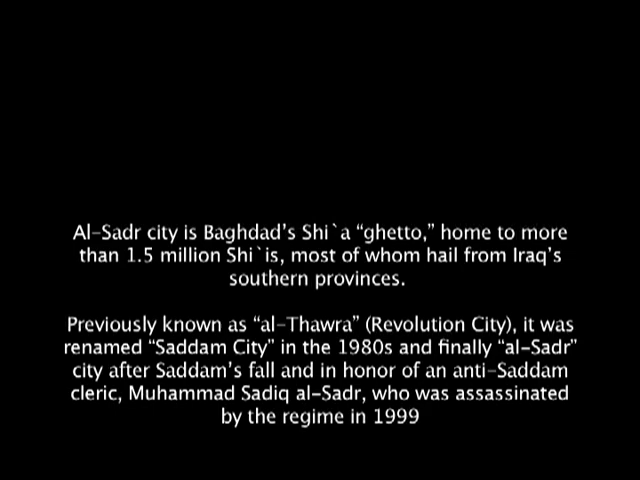 Al-Sadr city is Baghdad's Shi`a “ghetto,” home to more
than 1.5 million Shi`is, most of whom hail from Iraq's
southern provinces.
Previously known as “al-Thawra” (Revolution City), it was
renamed “Saddam City” in the 1980s and finally “al-Sadr”
city after Saddam's fall and in honor of an anti-Saddam
cleric, Muhammad Sadiq al-Sadr, who was assassinated
by the regime in 1999